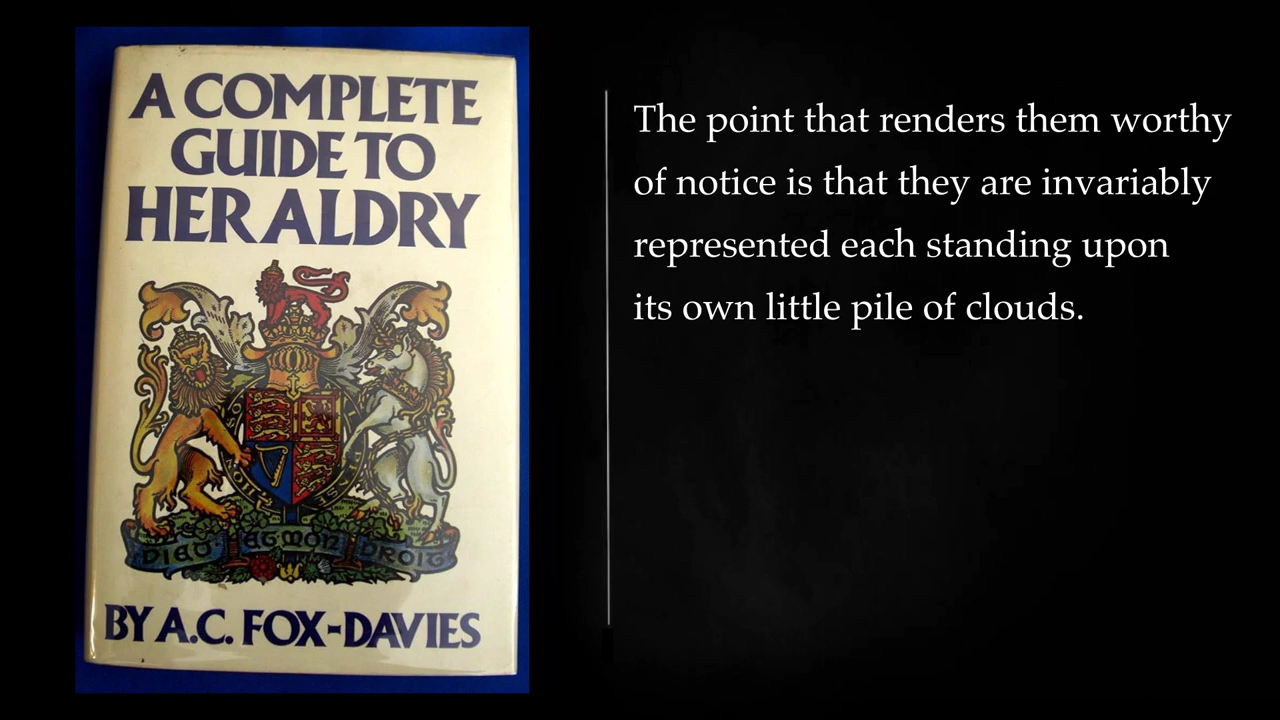 A COMPLETE
GUIDE TO
HERALDRY
DIEU ET MON DROIT
BY A.C. FOX-DAVIES
The point that renders them worthy
of notice is that they are invariably
represented each standing upon
its own little pile of clouds.